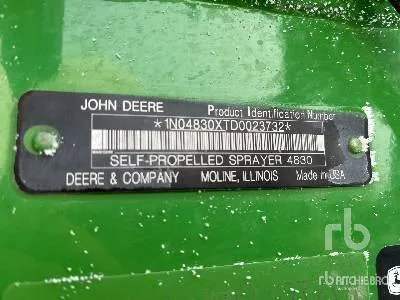 JOHN DEERE Product Identification Number
*1N04830XTD0023732*
SELF-PROPELLED SPRAYER 4830
DEERE & COMPANY MOLINE, ILLINOIS Made in USA
rb
rb RITCHIE BROS